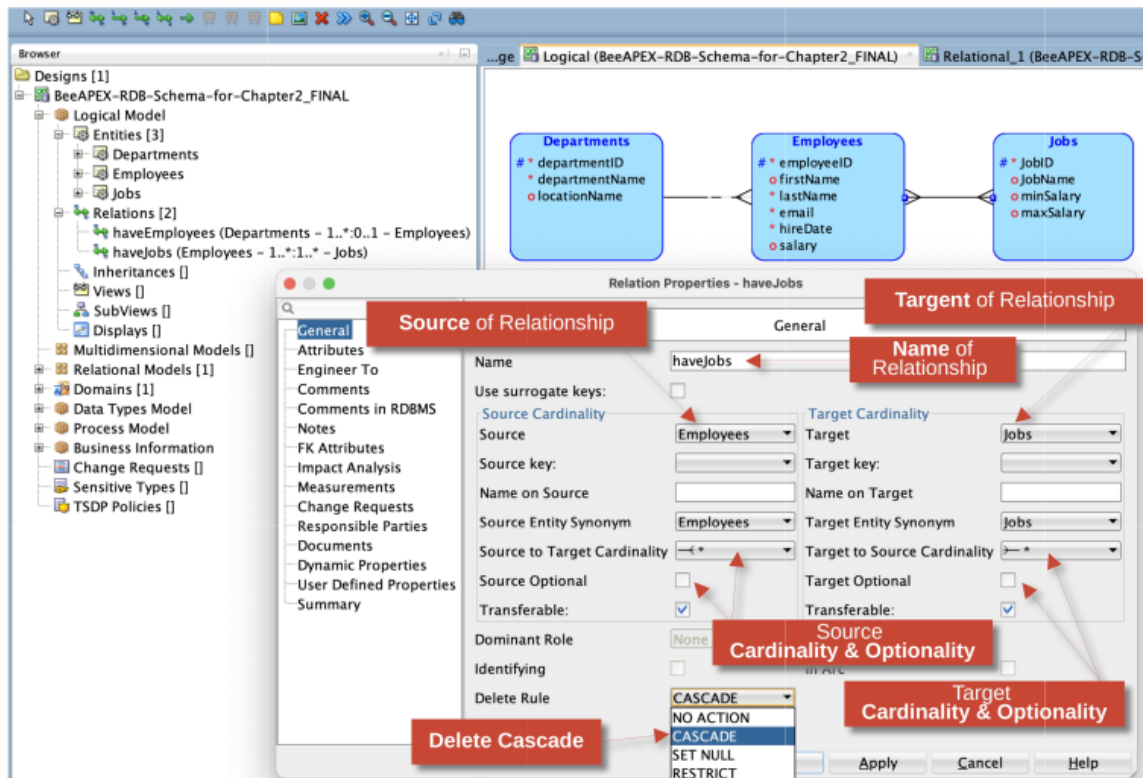 Browser
Designs [1]
BeeAPEX-RDB-Schema-for-Chapter2_FINAL
Logical Model
Entities [3]
Departments
Employees
Jobs
Relations [2]
haveEmployees (Departments - 1..*:0..1 - Employees)
haveJobs (Employees - 1..*:1..* - Jobs)
Inheritances []
Views []
SubViews []
Displays []
Multidimensional Models []
Relational Models [1]
Domains [1]
Data Types Model
Process Model
Business Information
Change Requests []
Sensitive Types []
TSDP Policies []
...ge Logical (BeeAPEX-RDB-Schema-for-Chapter2_FINAL) Relational_1 (BeeAPEX-RDB-S
Departments
# * departmentID
* departmentName
o locationName
Employees
# * employeeID
o firstName
* lastName
* email
* hireDate
o salary
Jobs
# * JobID
o JobName
o minSalary
o maxSalary
Relation Properties - haveJobs
General
Attributes
Engineer To
Comments
Comments in RDBMS
Notes
FK Attributes
Impact Analysis
Measurements
Change Requests
Responsible Parties
Documents
Dynamic Properties
User Defined Properties
Summary
Source of Relationship
Targent of Relationship
General
Name haveJobs
Name of
Relationship
Use surrogate keys:
Source Cardinality
Source Employees
Source key:
Name on Source
Source Entity Synonym Employees
Source to Target Cardinality *
Source Optional
Transferable:
Target Cardinality
Target Jobs
Target key:
Name on Target
Target Entity Synonym Jobs
Target to Source Cardinality *
Target Optional
Transferable:
Dominant Role None
Source
Cardinality & Optionality
Identifying
In Arc
Target
Cardinality & Optionality
Delete Rule CASCADE
NO ACTION
CASCADE
SET NULL
RESTRICT
Delete Cascade
Apply Cancel Help